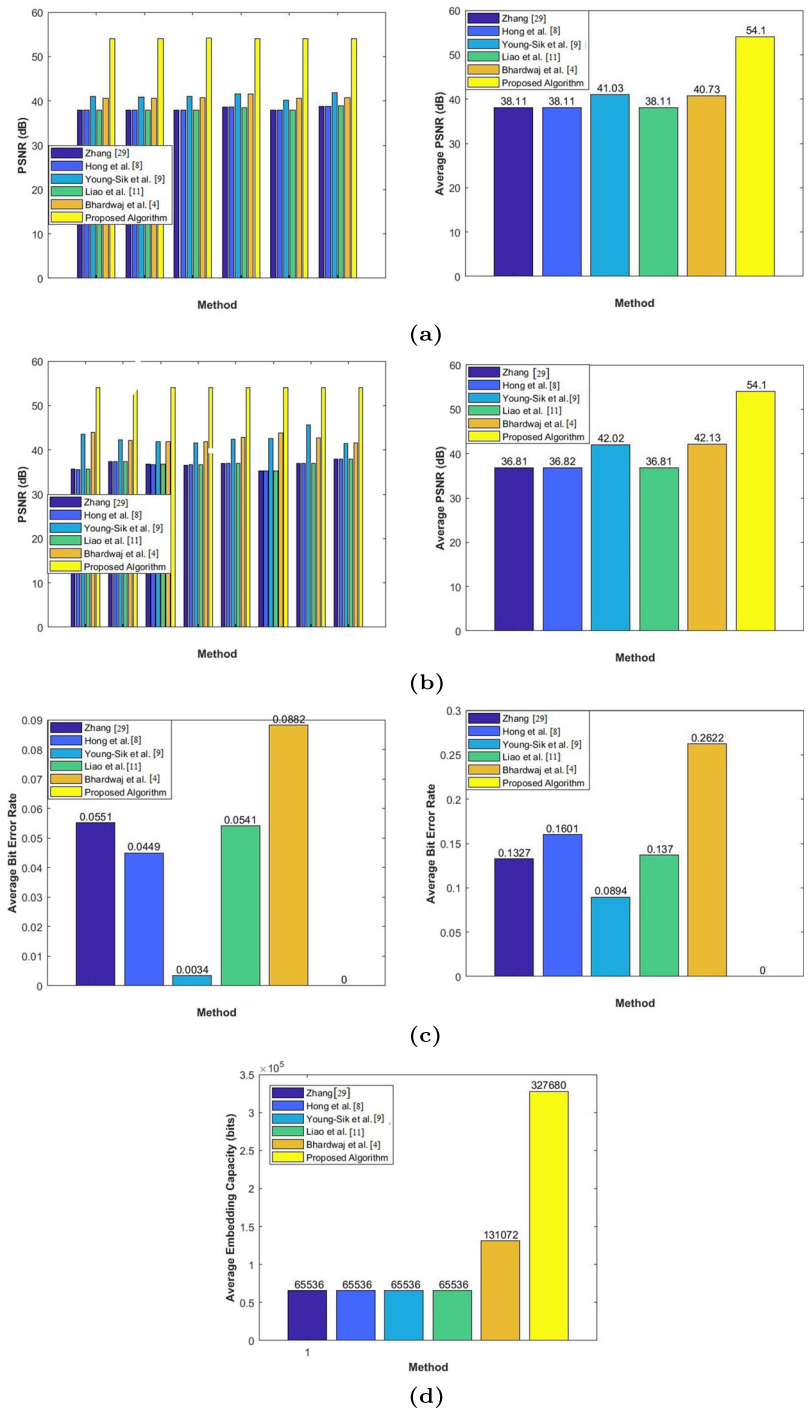 60
50
40
30
20
10
0
PSNR (dB)
Zhang [29]
Hong et al. [8]
Young-Sik et al. [9]
Liao et al. [11]
Bhardwaj et al. [4]
Proposed Algorithm
Method
60
50
40
30
20
10
0
Average PSNR (dB)
Zhang [29]
Hong et al. [8]
Young-Sik et al. [9]
Liao et al. [11]
Bhardwaj et al. [4]
Proposed Algorithm
38.11
38.11
41.03
38.11
40.73
54.1
Method
(a)
60
50
40
30
20
10
0
PSNR (dB)
Zhang [29]
Hong et al. [8]
Young-Sik et al. [9]
Liao et al. [11]
Bhardwaj et al. [4]
Proposed Algorithm
Method
60
50
40
30
20
10
0
Average PSNR (dB)
Zhang [29]
Hong et al. [8]
Young-Sik et al. [9]
Liao et al. [11]
Bhardwaj et al. [4]
Proposed Algorithm
36.81
36.82
42.02
36.81
42.13
54.1
Method
(b)
0.09
0.08
0.07
0.06
0.05
0.04
0.03
0.02
0.01
0
Average Bit Error Rate
Zhang [29]
Hong et al. [8]
Young-Sik et al. [9]
Liao et al. [11]
Bhardwaj et al. [4]
Proposed Algorithm
0.0551
0.0449
0.0034
0.0541
0.0882
0
Method
0.3
0.25
0.2
0.15
0.1
0.05
0
Average Bit Error Rate
Zhang [29]
Hong et al. [8]
Young-Sik et al. [9]
Liao et al. [11]
Bhardwaj et al. [4]
Proposed Algorithm
0.1327
0.1601
0.0894
0.137
0.2622
0
Method
(c)
×10⁵
3.5
3
2.5
2
1.5
1
0.5
0
Average Embedding Capacity (bits)
Zhang[29]
Hong et al. [8]
Young-Sik et al. [9]
Liao et al. [11]
Bhardwaj et al. [4]
Proposed Algorithm
65536
65536
65536
65536
131072
327680
1
Method
(d)